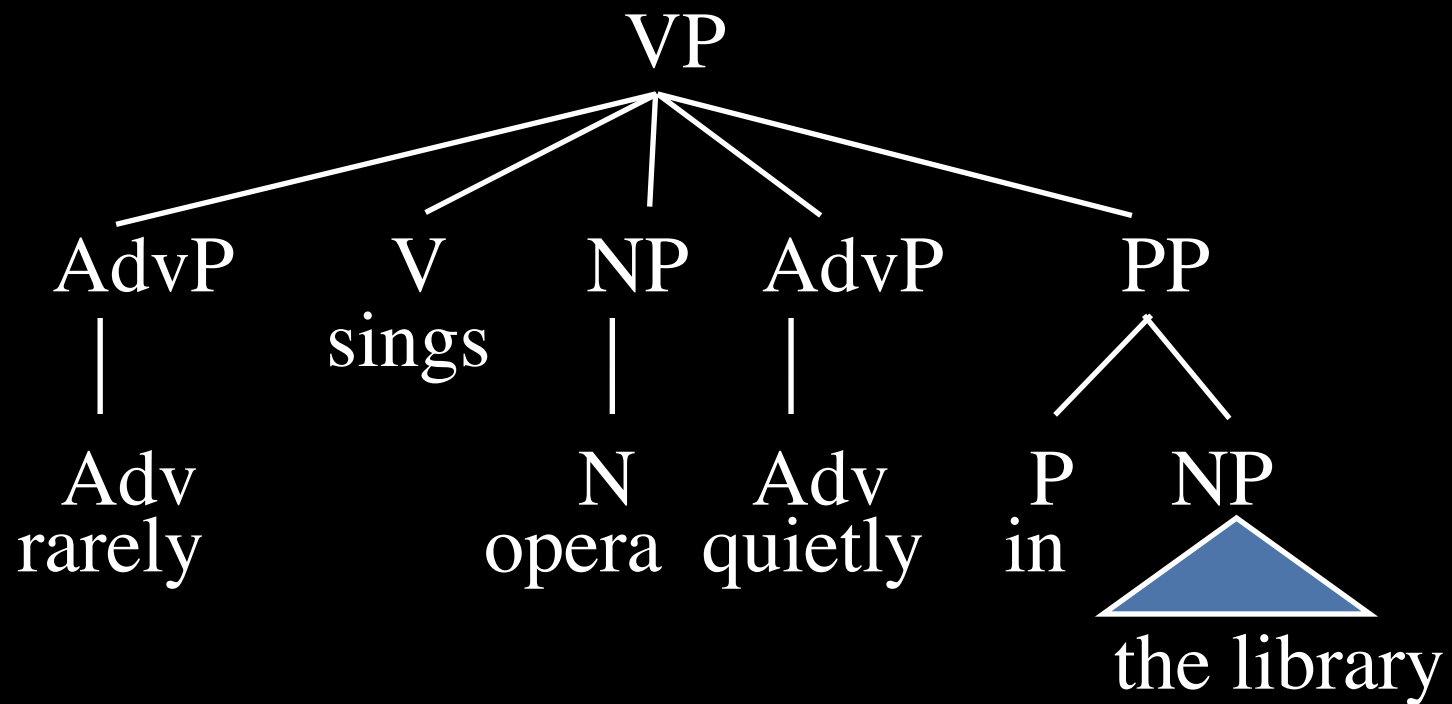 VP
AdvP V NP AdvP PP
sings
Adv N Adv P NP
rarely opera quietly in
the library